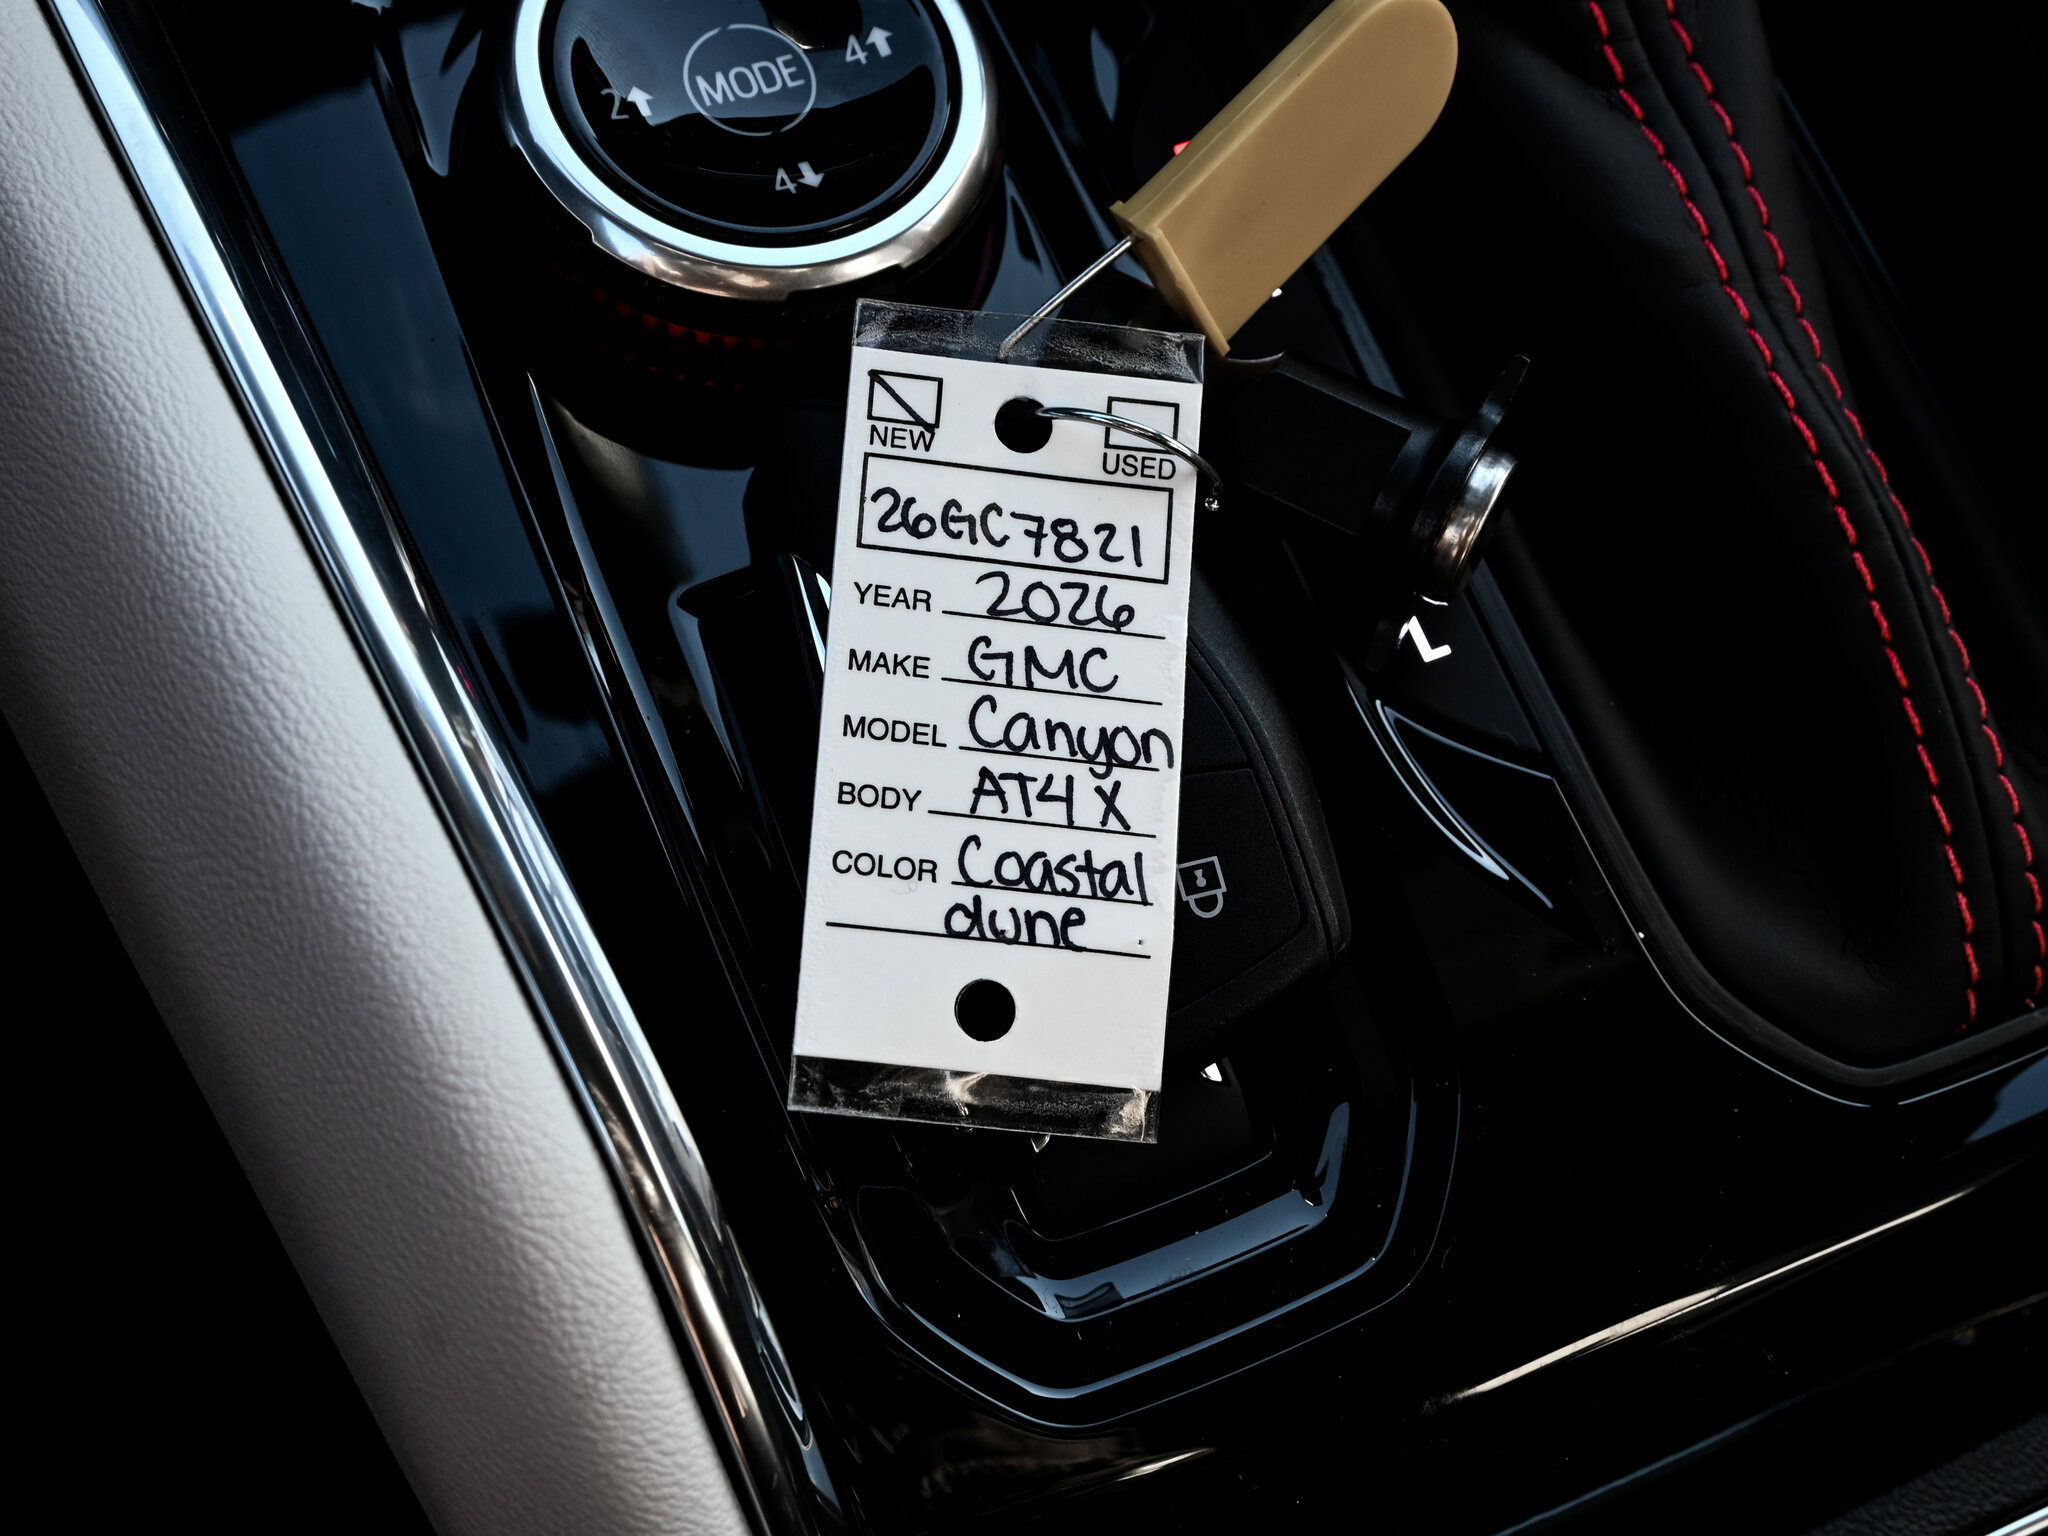 MODE
2↑
4↑
4↓
NEW
USED
26GC7821
YEAR 2026
MAKE GMC
MODEL Canyon
BODY AT4 X
COLOR Coastal
dune
L